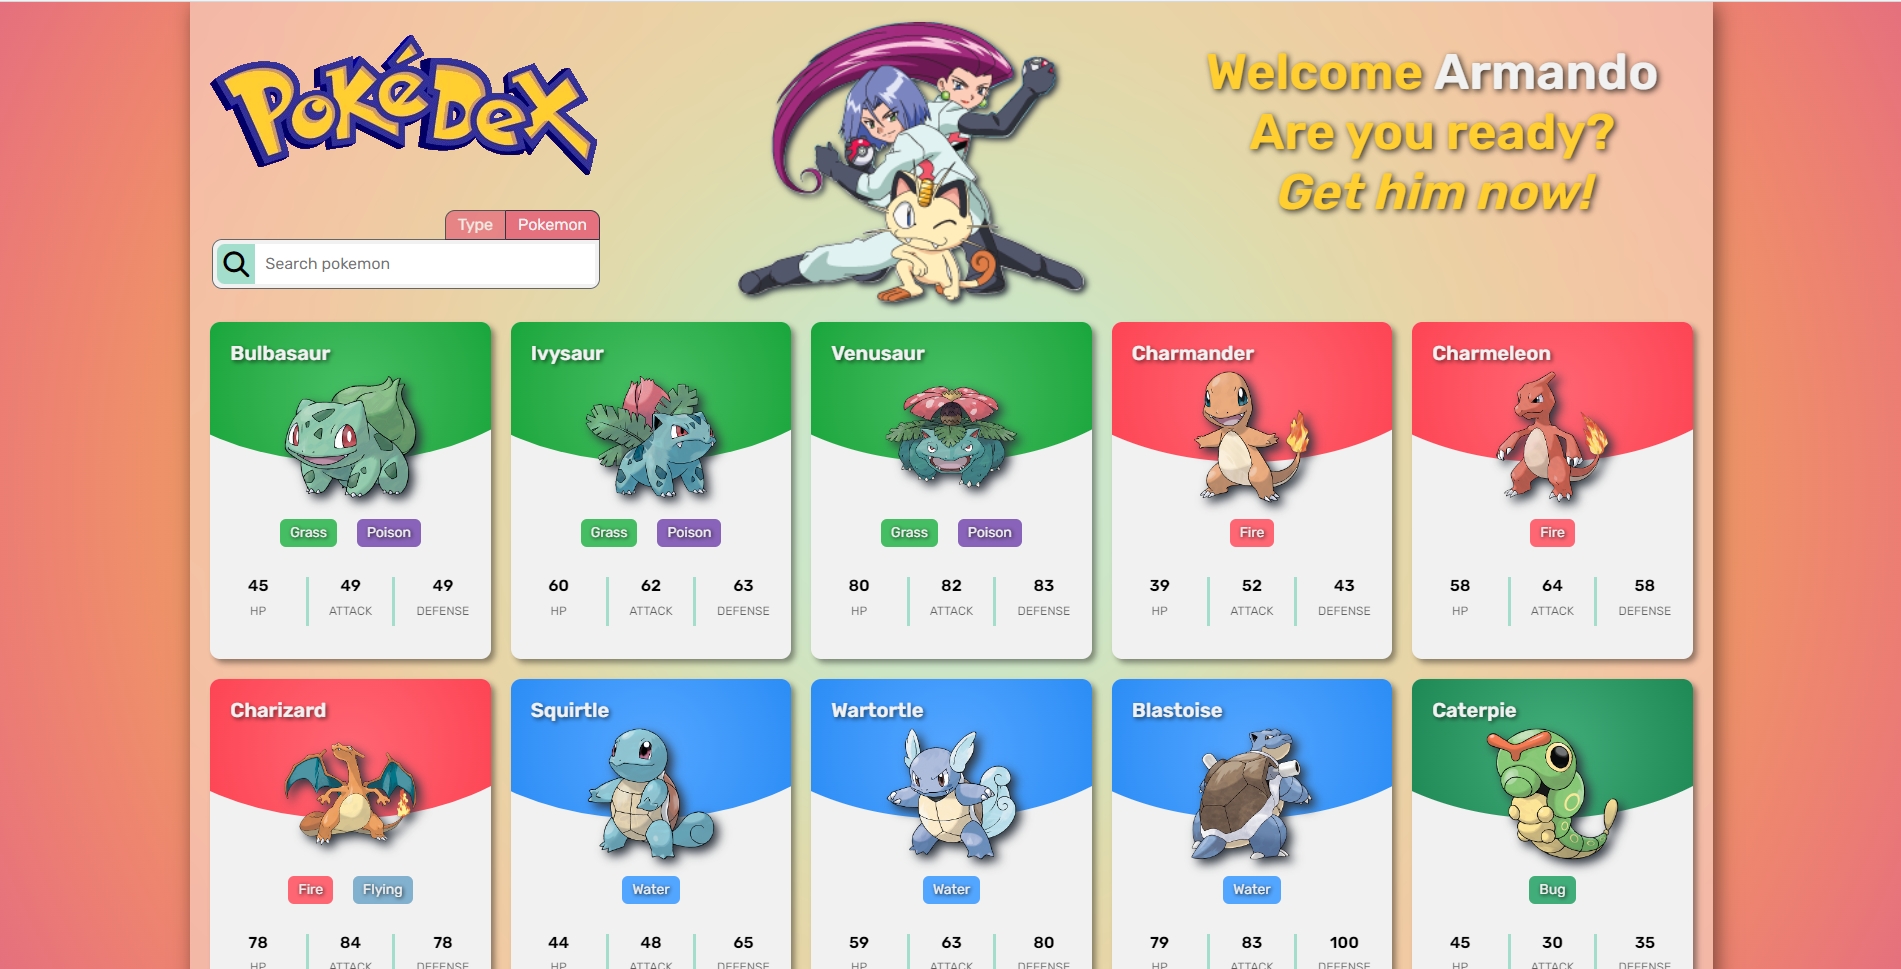 PokéDex
Welcome Armando
Are you ready?
Get him now!
Type Pokemon
Search pokemon
Bulbasaur
Grass Poison
45 49 49
HP ATTACK DEFENSE
Ivysaur
Grass Poison
60 62 63
HP ATTACK DEFENSE
Venusaur
Grass Poison
80 82 83
HP ATTACK DEFENSE
Charmander
Fire
39 52 43
HP ATTACK DEFENSE
Charmeleon
Fire
58 64 58
HP ATTACK DEFENSE
Charizard
Fire Flying
78 84 78
HP ATTACK DEFENSE
Squirtle
Water
44 48 65
HP ATTACK DEFENSE
Wartortle
Water
59 63 80
HP ATTACK DEFENSE
Blastoise
Water
79 83 100
HP ATTACK DEFENSE
Caterpie
Bug
45 30 35
HP ATTACK DEFENSE